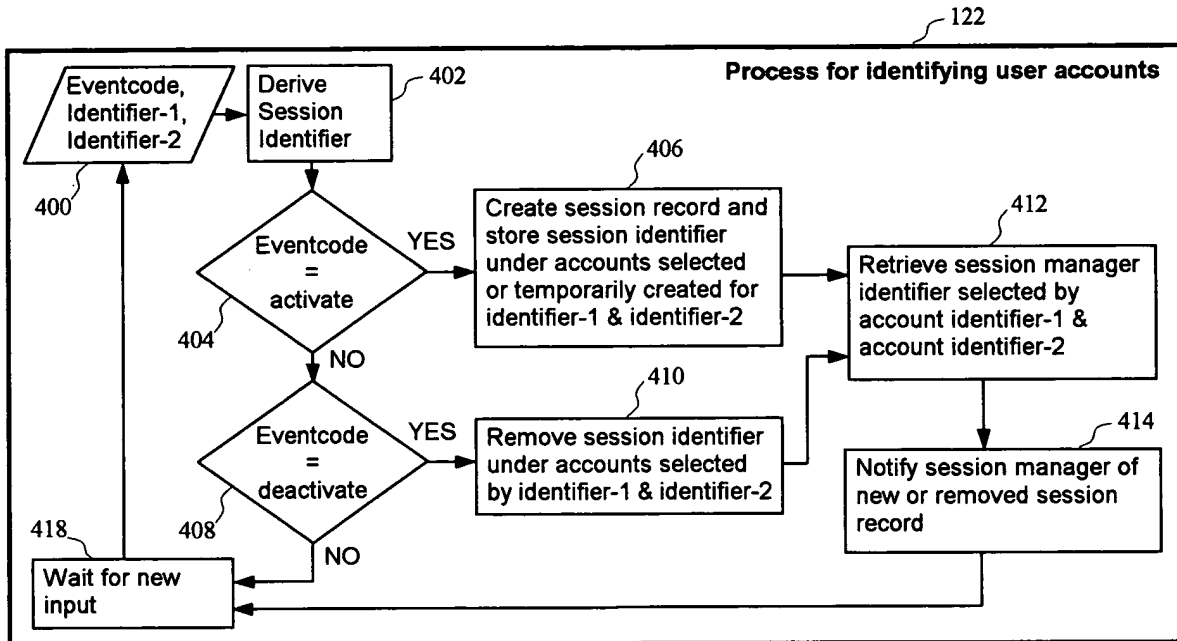 122
Process for identifying user accounts
Eventcode,
Identifier-1,
Identifier-2
400
Derive
Session
Identifier
402
Eventcode
=
activate
404
YES
NO
406
Create session record and
store session identifier
under accounts selected
or temporarily created for
identifier-1 & identifier-2
412
Retrieve session manager
identifier selected by
account identifier-1 &
account identifier-2
Eventcode
=
deactivate
408
YES
NO
410
Remove session identifier
under accounts selected
by identifier-1 & identifier-2
414
Notify session manager of
new or removed session
record
418
Wait for new
input